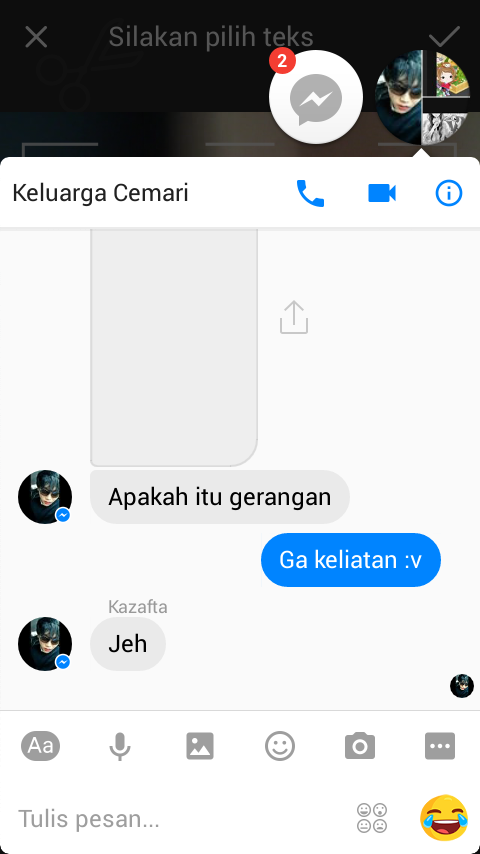 Silakan pilih teks
2
Keluarga Cemari
Apakah itu gerangan
Ga keliatan :v
Kazafta
Jeh
Aa
Tulis pesan...